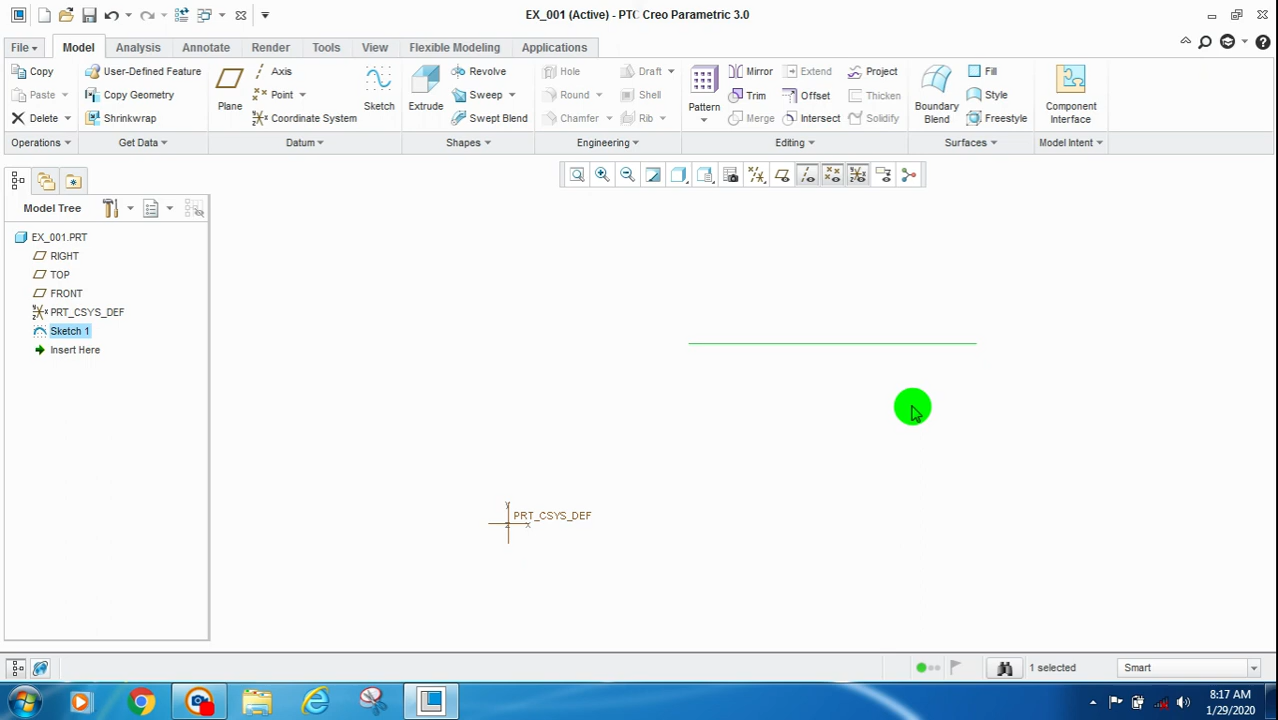 EX_001 (Active) - PTC Creo Parametric 3.0
File Model Analysis Annotate Render Tools View Flexible Modeling Applications
Copy User-Defined Feature Axis Revolve Hole Draft Mirror Extend Project Fill
Paste Copy Geometry Plane Point Sketch Extrude Sweep Round Shell Pattern Trim Offset Thicken Boundary Blend Style Component Interface
Delete Shrinkwrap Coordinate System Swept Blend Chamfer Rib Merge Intersect Solidify Freestyle
Operations Get Data Datum Shapes Engineering Editing Surfaces Model Intent
Model Tree
EX_001.PRT
RIGHT
TOP
FRONT
PRT_CSYS_DEF
Sketch 1
Insert Here
Y
PRT_CSYS_DEF
Z X
1 selected Smart
8:17 AM
1/29/2020